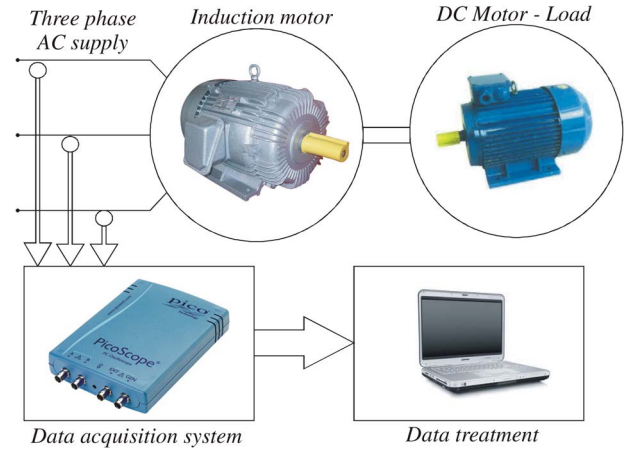 Three phase
AC supply
Induction motor
DC Motor - Load
pico
PicoScope
Data acquisition system
Data treatment